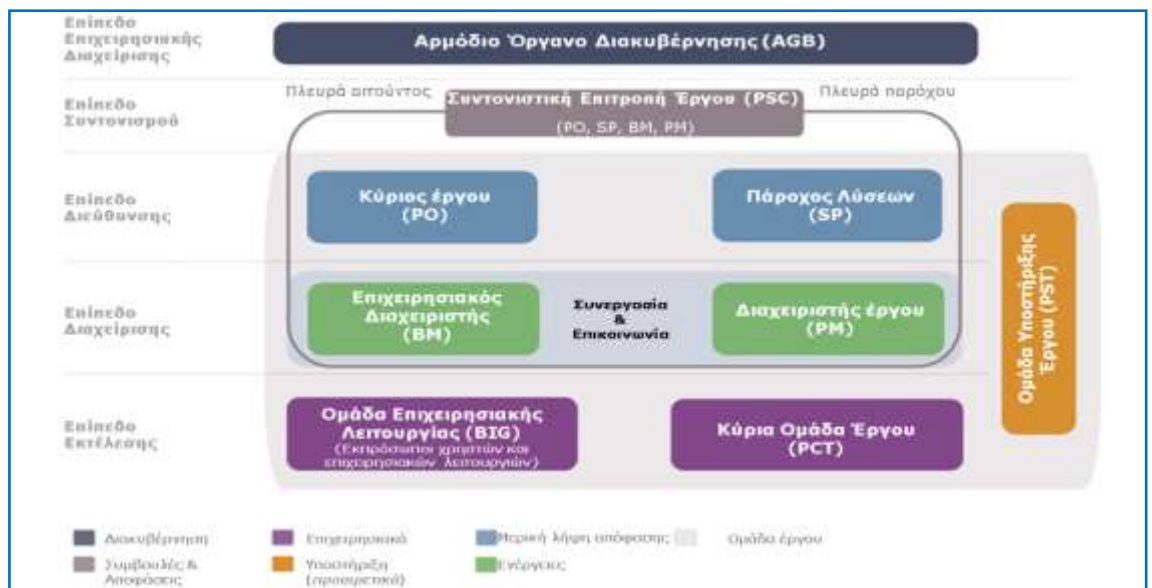 Επίπεδο
Επιχειρησιακής
Διαχείρισης
Αρμόδιο Όργανο Διακυβέρνησης (AGB)
Πλευρά αιτούντος
Συντονιστική Επιτροπή Έργου (PSC)
(PO, SP, BM, PM)
Πλευρά παρόχου
Επίπεδο
Συντονισμού
Επίπεδο
Διεύθυνσης
Κύριος έργου
(PO)
Πάροχος Λύσεων
(SP)
Επίπεδο
Διαχείρισης
Επιχειρησιακός
Διαχειριστής
(BM)
Συνεργασία
&
Επικοινωνία
Διαχειριστής έργου
(PM)
Ομάδα Υποστήριξης
Έργου (PST)
Επίπεδο
Εκτέλεσης
Ομάδα Επιχειρησιακής
Λειτουργίας (BIG)
(Εκπρόσωποι χρηστών και
επιχειρησιακών λειτουργιών)
Κύρια Ομάδα Έργου
(PCT)
Διακυβέρνηση
Επιχειρησιακά
Μερική λήψη απόφασης
Ομάδα έργου
Συμβουλές &
Αποφάσεις
Υποστήριξη
(προαιρετικά)
Ενέργειες